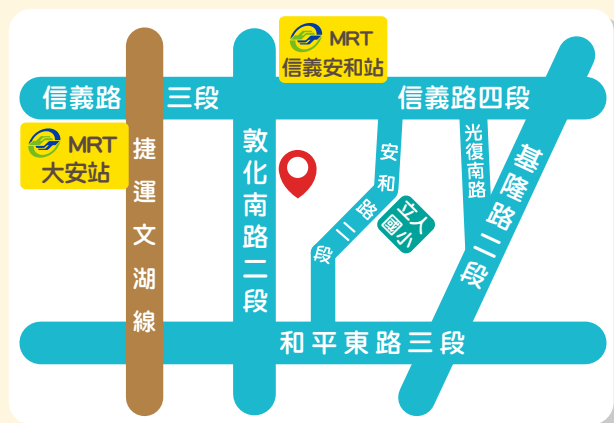 MRT
信義安和站
信義路三段
信義路四段
MRT
大安站
捷運文湖線
敦化南路二段
安和路二段
立人
國小
光復南路
基隆路二段
和平東路三段